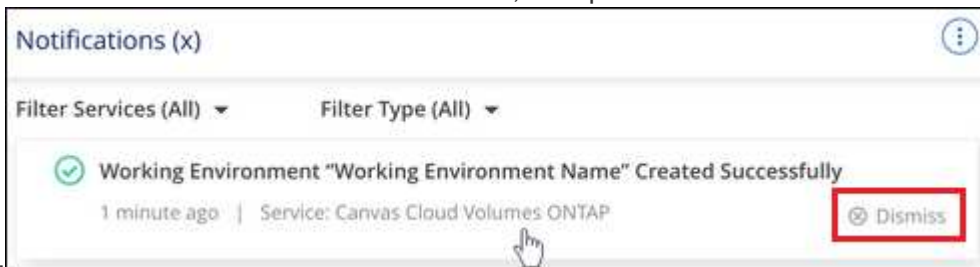 Notifications (x)
Filter Services (All)
Filter Type (All)
Working Environment “Working Environment Name” Created Successfully
1 minute ago | Service: Canvas Cloud Volumes ONTAP
Dismiss